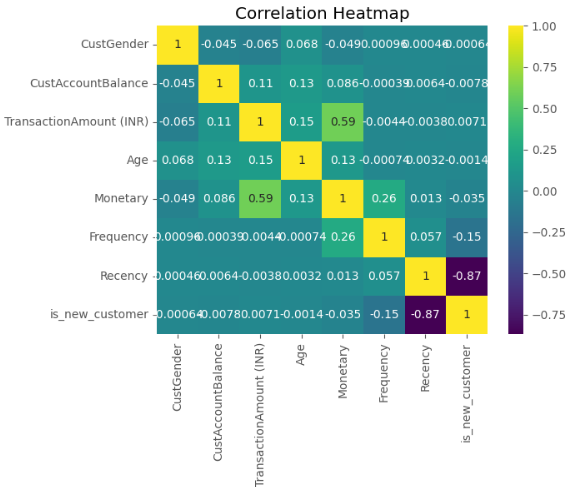 Correlation Heatmap
CustGender 1 -0.045 -0.065 0.068 -0.049 0.00096 0.00046 -0.00064
CustAccountBalance -0.045 1 0.11 0.13 0.086 -0.00039 0.0064 -0.0078
TransactionAmount (INR) -0.065 0.11 1 0.15 0.59 -0.0044 -0.0038 0.0071
Age 0.068 0.13 0.15 1 0.13 -0.00074 0.0032 -0.0014
Monetary -0.049 0.086 0.59 0.13 1 0.26 0.013 -0.035
Frequency 0.00096 -0.00039 -0.0044 -0.00074 0.26 1 0.057 -0.15
Recency 0.00046 0.0064 -0.0038 0.0032 0.013 0.057 1 -0.87
is_new_customer -0.00064 -0.0078 0.0071 -0.0014 -0.035 -0.15 -0.87 1
CustGender
CustAccountBalance
TransactionAmount (INR)
Age
Monetary
Frequency
Recency
is_new_customer
1.00
0.75
0.50
0.25
0.00
−0.25
−0.50
−0.75